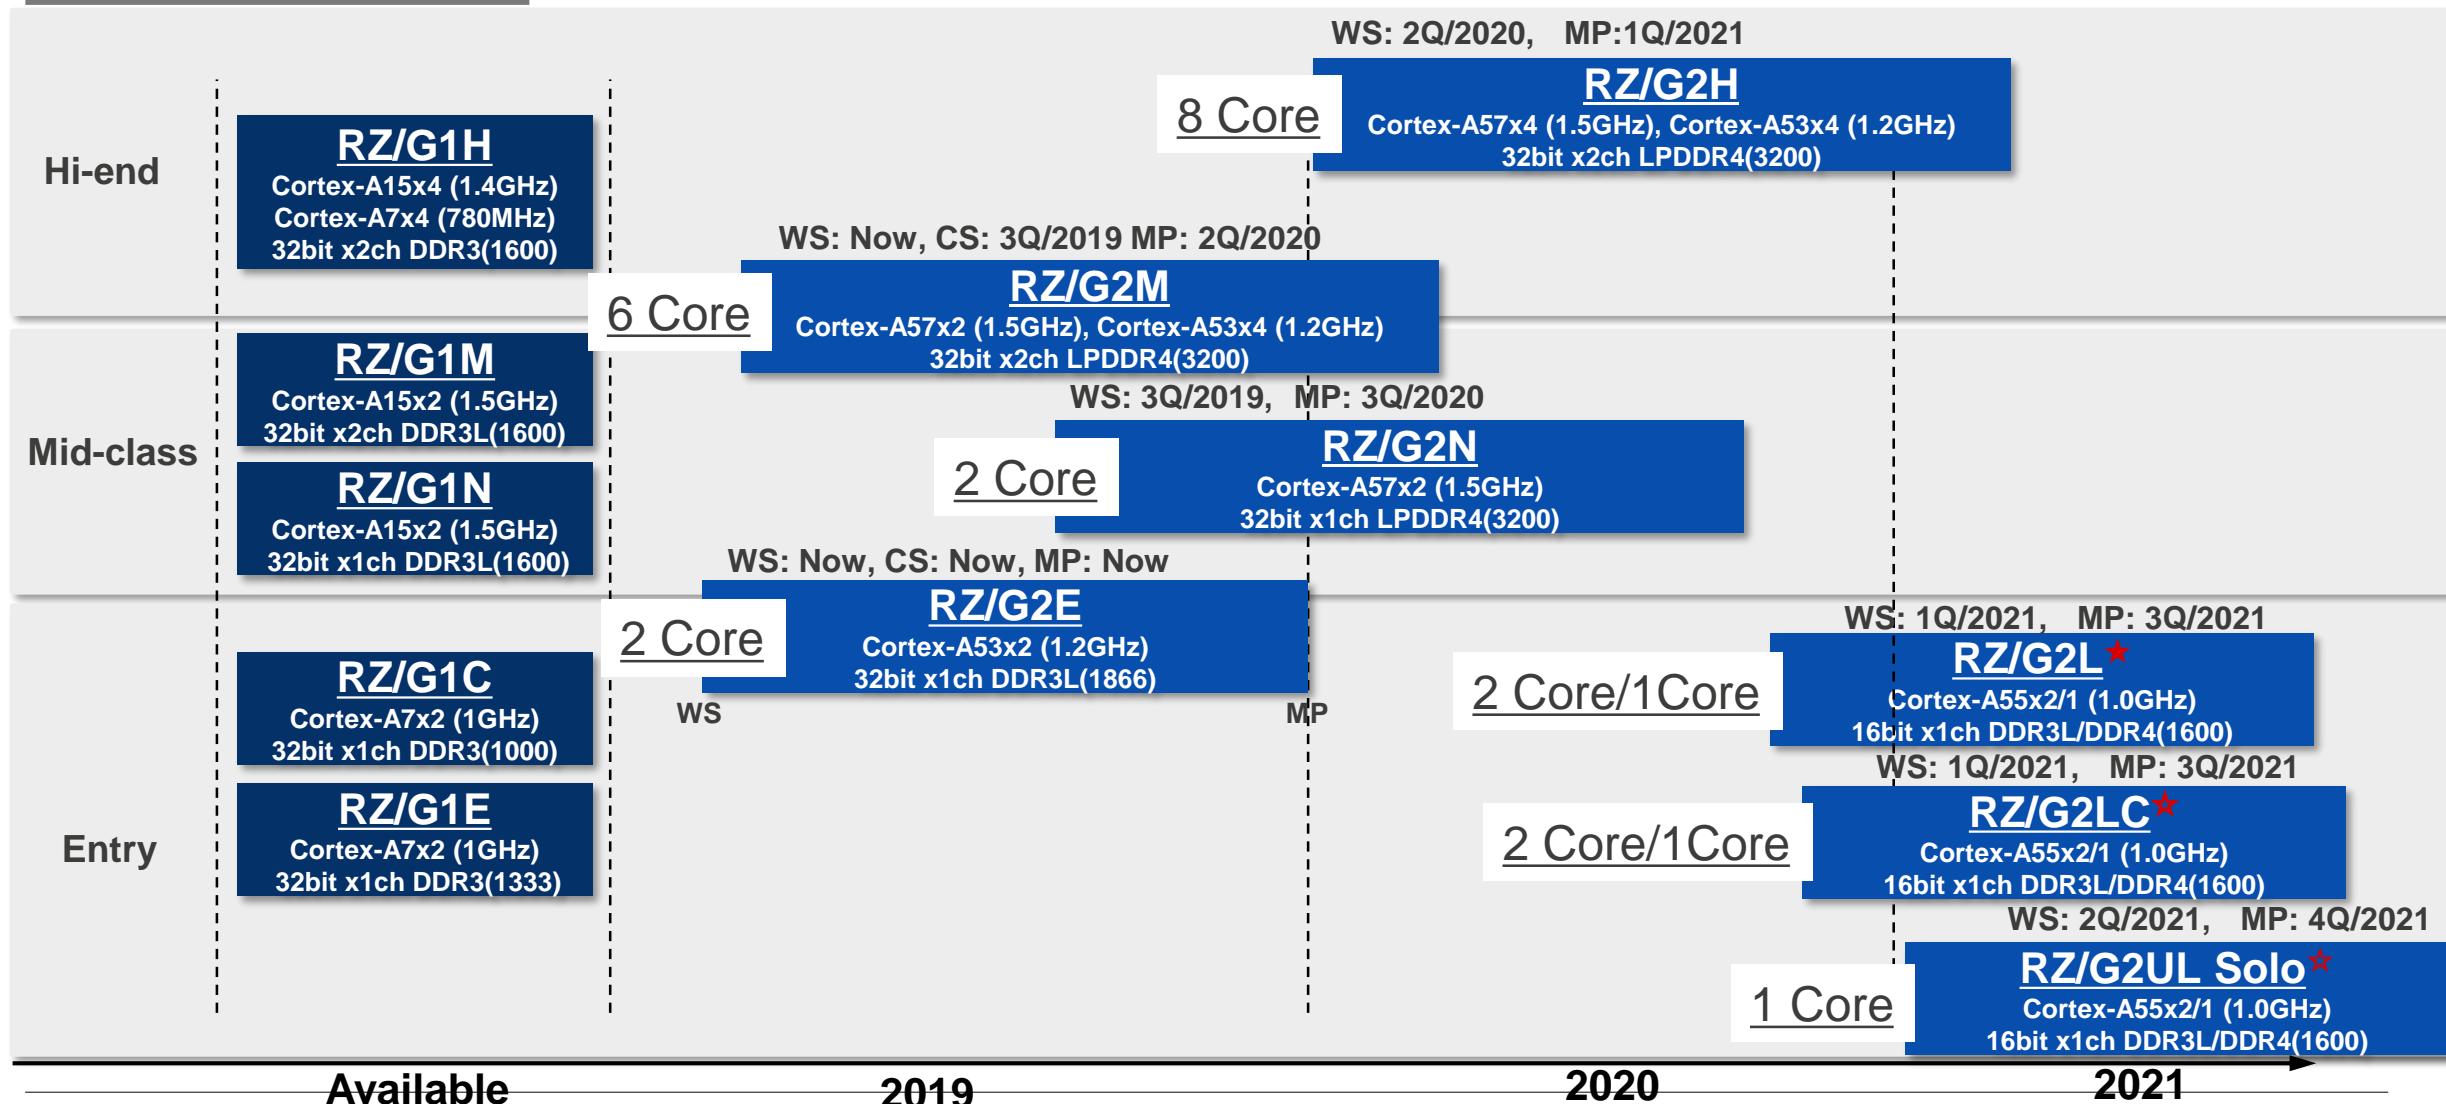 WS: 2Q/2020, MP:1Q/2021
RZ/G2H
8 Core
Cortex-A57x4 (1.5GHz), Cortex-A53x4 (1.2GHz)
32bit x2ch LPDDR4(3200)
Hi-end
RZ/G1H
Cortex-A15x4 (1.4GHz)
Cortex-A7x4 (780MHz)
32bit x2ch DDR3(1600)
WS: Now, CS: 3Q/2019 MP: 2Q/2020
RZ/G2M
6 Core
Cortex-A57x2 (1.5GHz), Cortex-A53x4 (1.2GHz)
32bit x2ch LPDDR4(3200)
Mid-class
RZ/G1M
Cortex-A15x2 (1.5GHz)
32bit x2ch DDR3L(1600)
WS: 3Q/2019, MP: 3Q/2020
RZ/G2N
2 Core
Cortex-A57x2 (1.5GHz)
32bit x1ch LPDDR4(3200)
RZ/G1N
Cortex-A15x2 (1.5GHz)
32bit x1ch DDR3L(1600)
WS: Now, CS: Now, MP: Now
RZ/G2E
2 Core
Cortex-A53x2 (1.2GHz)
32bit x1ch DDR3L(1866)
WS
MP
Entry
RZ/G1C
Cortex-A7x2 (1GHz)
32bit x1ch DDR3(1000)
RZ/G1E
Cortex-A7x2 (1GHz)
32bit x1ch DDR3(1333)
WS: 1Q/2021, MP: 3Q/2021
RZ/G2L★
2 Core/1Core
Cortex-A55x2/1 (1.0GHz)
16bit x1ch DDR3L/DDR4(1600)
WS: 1Q/2021, MP: 3Q/2021
RZ/G2LC☆
2 Core/1Core
Cortex-A55x2/1 (1.0GHz)
16bit x1ch DDR3L/DDR4(1600)
WS: 2Q/2021, MP: 4Q/2021
RZ/G2UL Solo☆
1 Core
Cortex-A55x2/1 (1.0GHz)
16bit x1ch DDR3L/DDR4(1600)
Available
2019
2020
2021